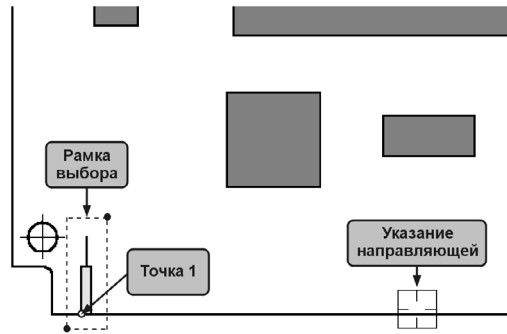 Рамка
выбора
Точка 1
Указание
направляющей